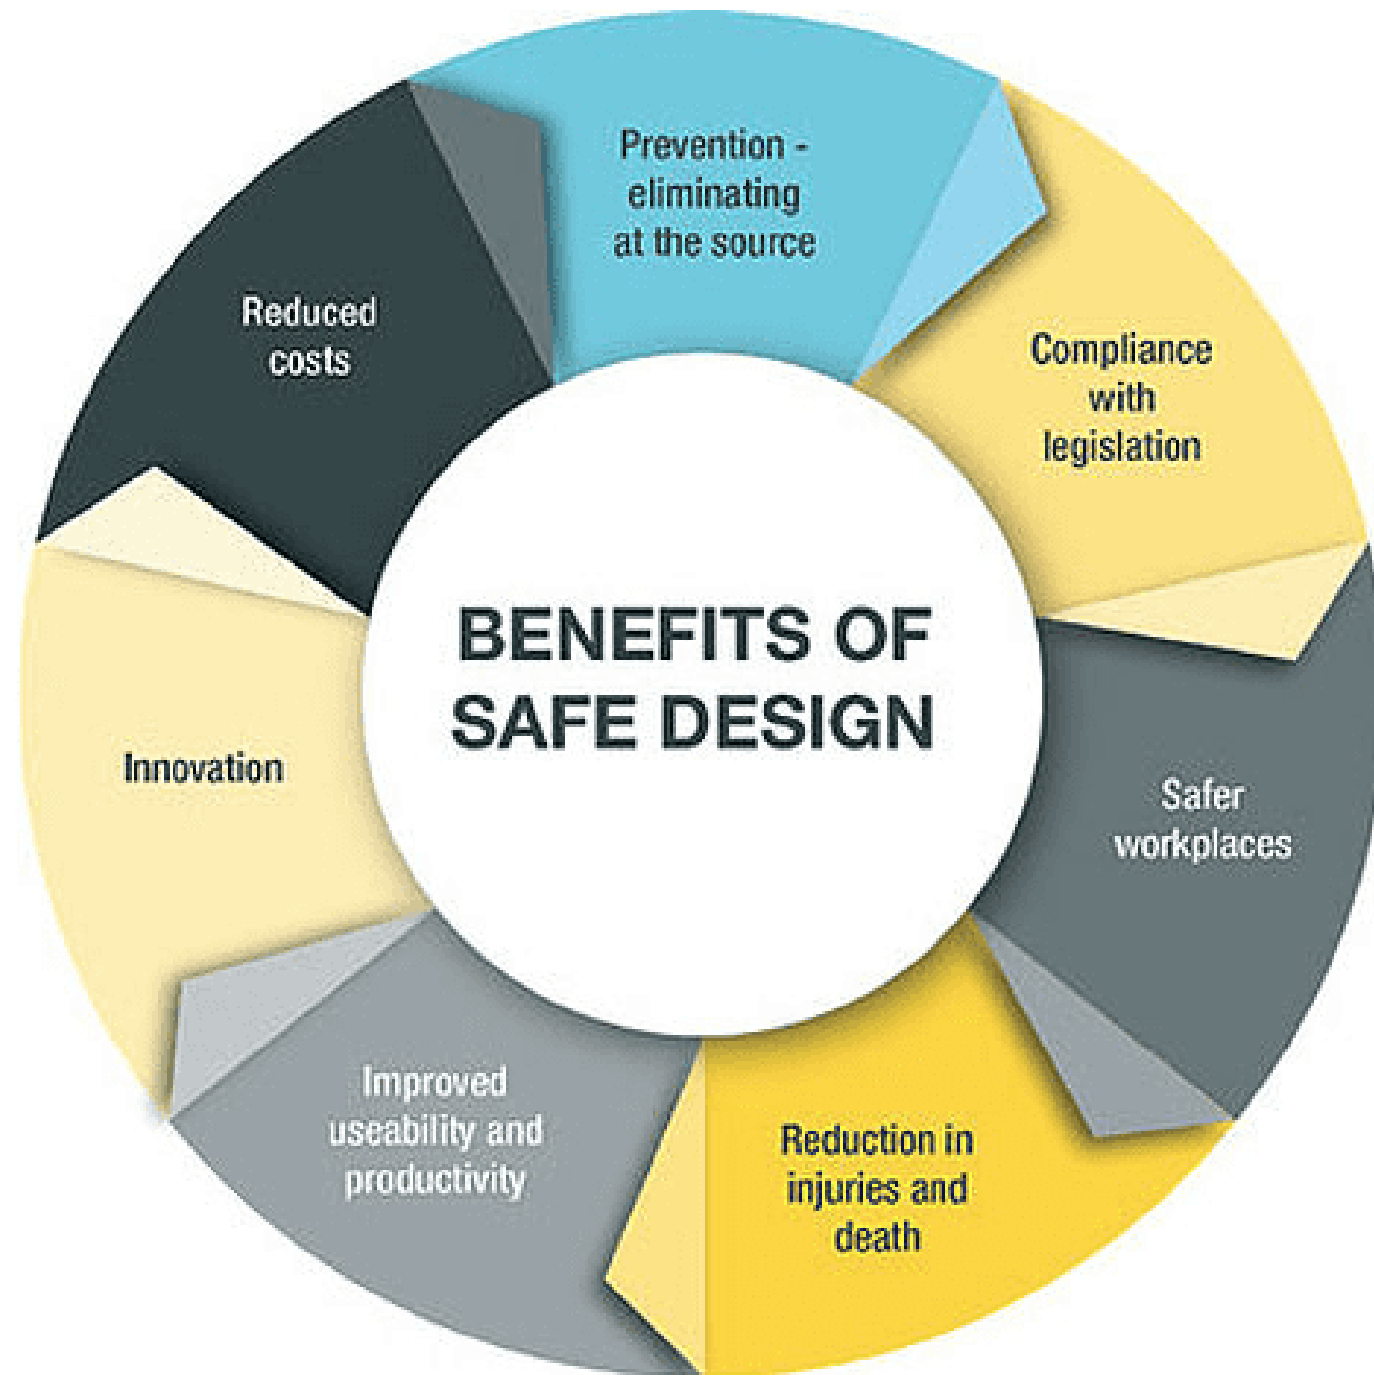 Prevention -
eliminating
at the source
Compliance
with
legislation
Safer
workplaces
Reduction in
injuries and
death
Improved
useability and
productivity
Innovation
Reduced
costs
BENEFITS OF
SAFE DESIGN